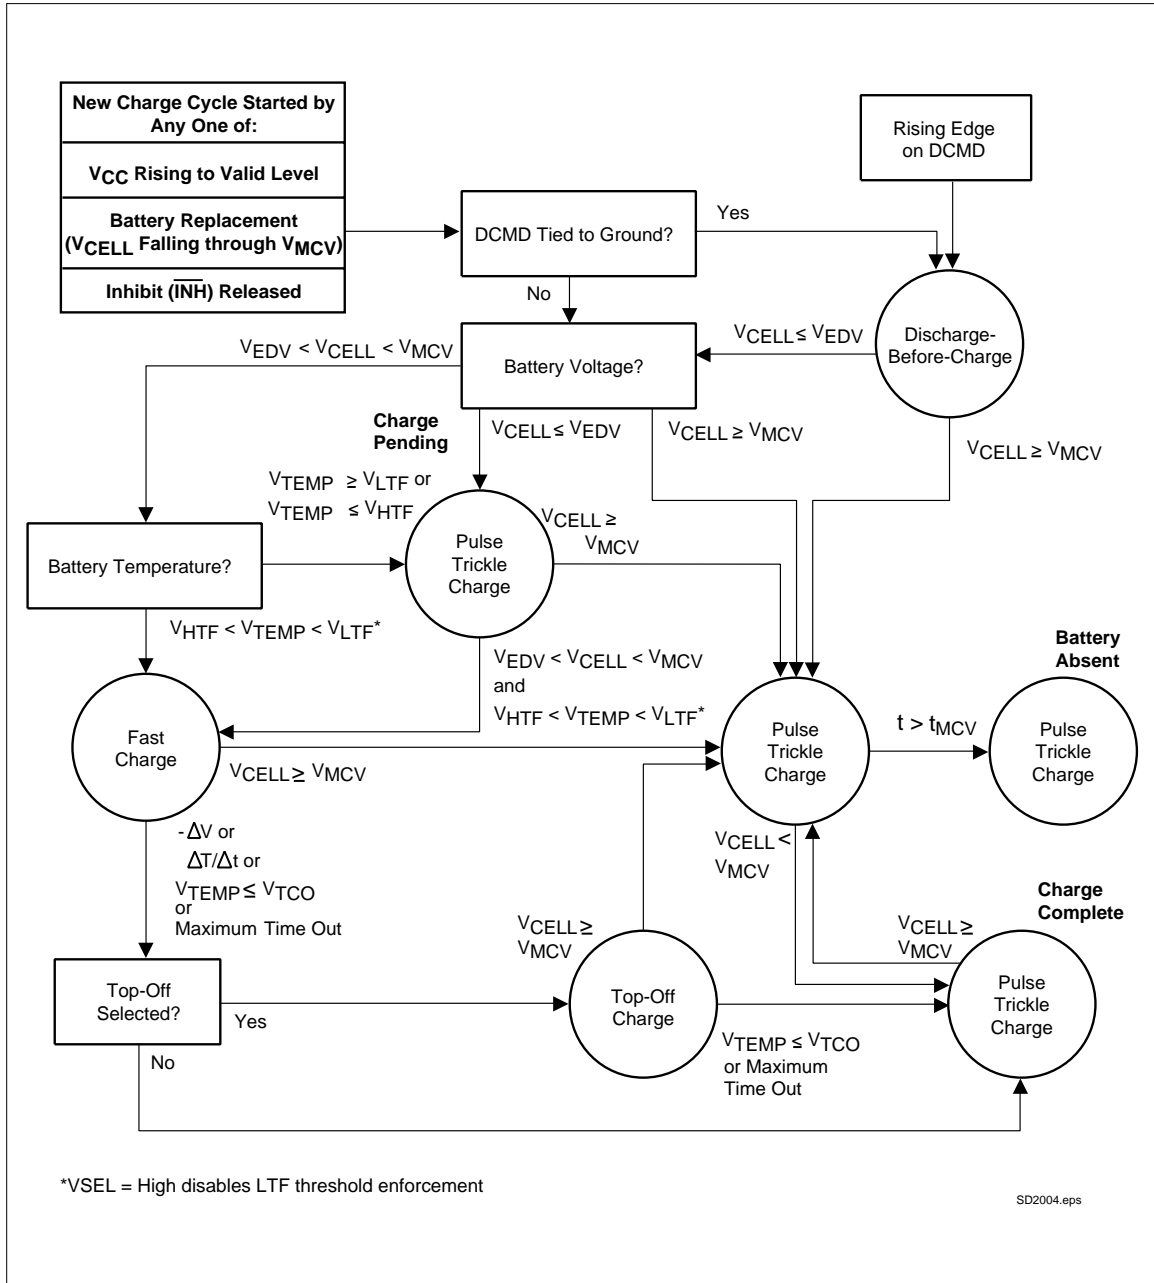 New Charge Cycle Started by
Any One of:
VCC Rising to Valid Level
Battery Replacement
(VCELL Falling through VMCV)
Inhibit (INH) Released
Rising Edge
on DCMD
DCMD Tied to Ground?
Yes
No
Discharge-
Before-Charge
VCELL ≤ VEDV
VEDV < VCELL < VMCV
Battery Voltage?
Charge
Pending
VCELL ≤ VEDV
VCELL ≥ VMCV
VCELL ≥ VMCV
VTEMP ≥ VLTF or
VTEMP ≤ VHTF
Battery Temperature?
Pulse
Trickle
Charge
VCELL ≥
VMCV
VHTF < VTEMP < VLTF*
VEDV < VCELL < VMCV
and
VHTF < VTEMP < VLTF*
Battery
Absent
Fast
Charge
VCELL ≥ VMCV
Pulse
Trickle
Charge
t > tMCV
Pulse
Trickle
Charge
-ΔV or
ΔT/Δt or
VTEMP ≤ VTCO
or
Maximum Time Out
VCELL <
VMCV
Charge
Complete
VCELL ≥
VMCV
VCELL ≥
VMCV
Top-Off
Selected?
Yes
No
Top-Off
Charge
VTEMP ≤ VTCO
or Maximum
Time Out
Pulse
Trickle
Charge
*VSEL = High disables LTF threshold enforcement
SD2004.eps